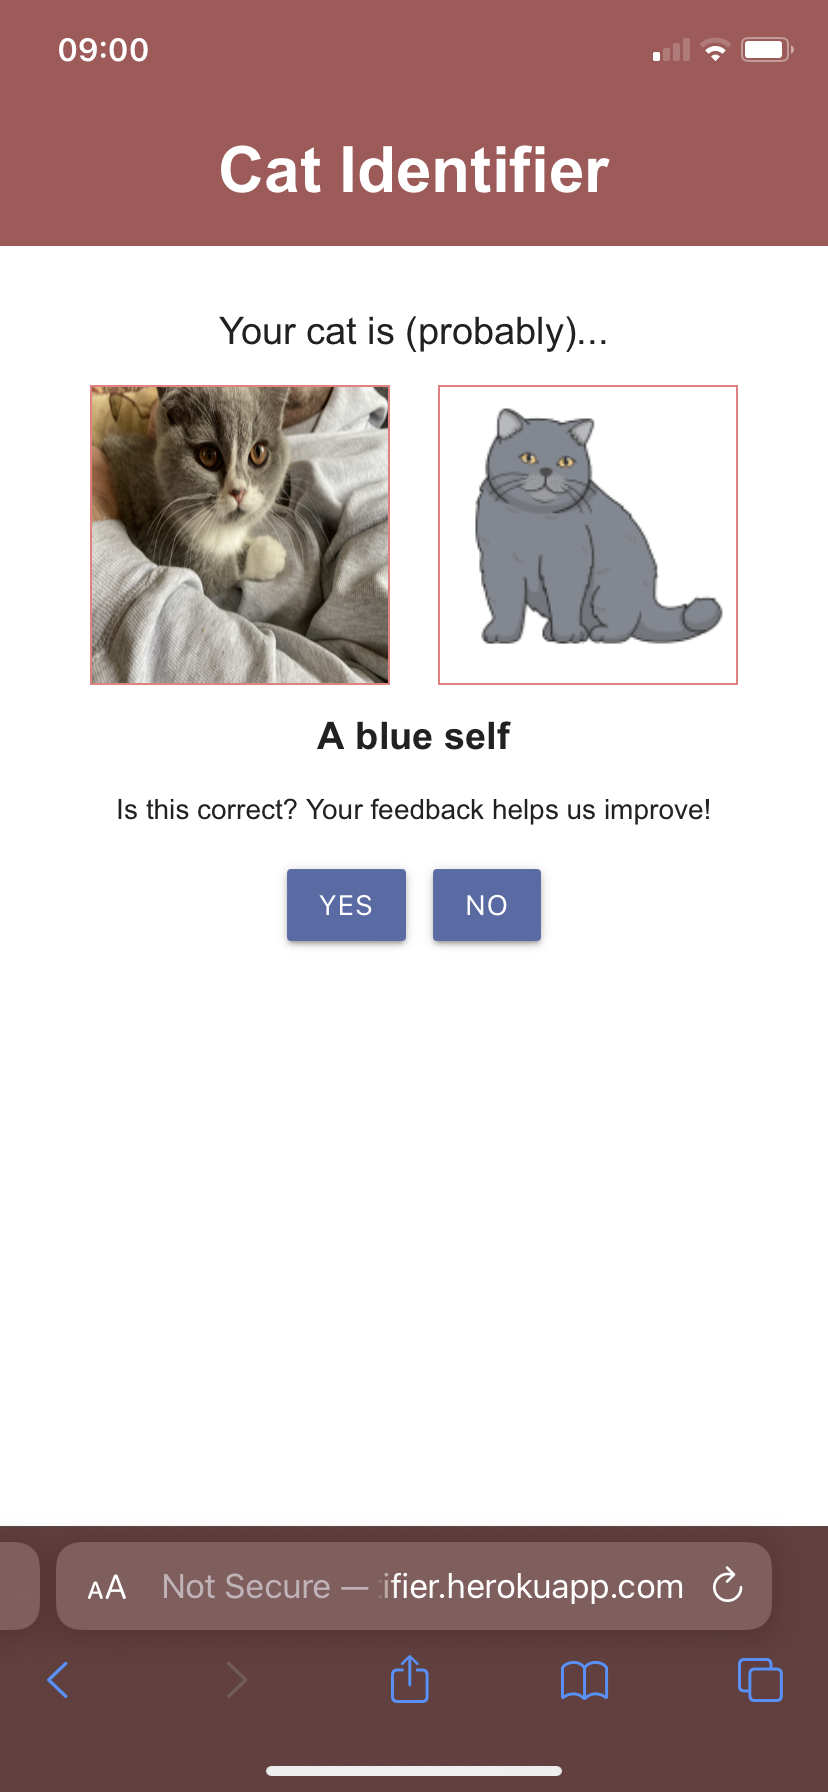 09:00
Cat Identifier
Your cat is (probably)...
A blue self
Is this correct? Your feedback helps us improve!
YES NO
AA Not Secure — ifier.herokuapp.com